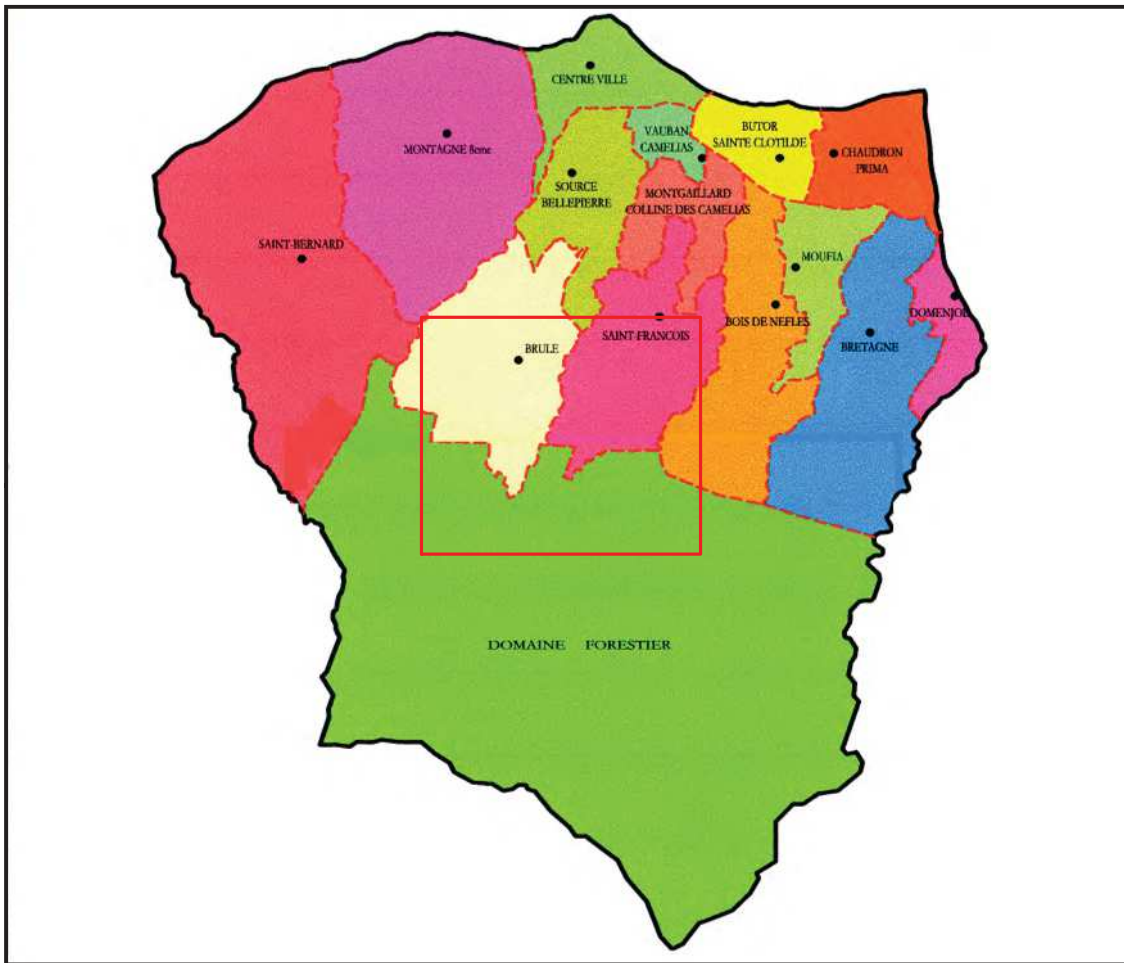 CENTRE VILLE
VAUBAN
CAMELIAS
BUTOR
SAINTE CLOTILDE
MONTAGNE 8eme
CHAUDRON
PRIMA
SOURCE
BELLEPIERRE
MONTGAILLARD
COLLINE DES CAMELIAS
SAINT-BERNARD
MOUFIA
DOMENJOD
SAINT-FRANCOIS
BOIS DE NEFLES
BRETAGNE
BRULE
DOMAINE FORESTIER